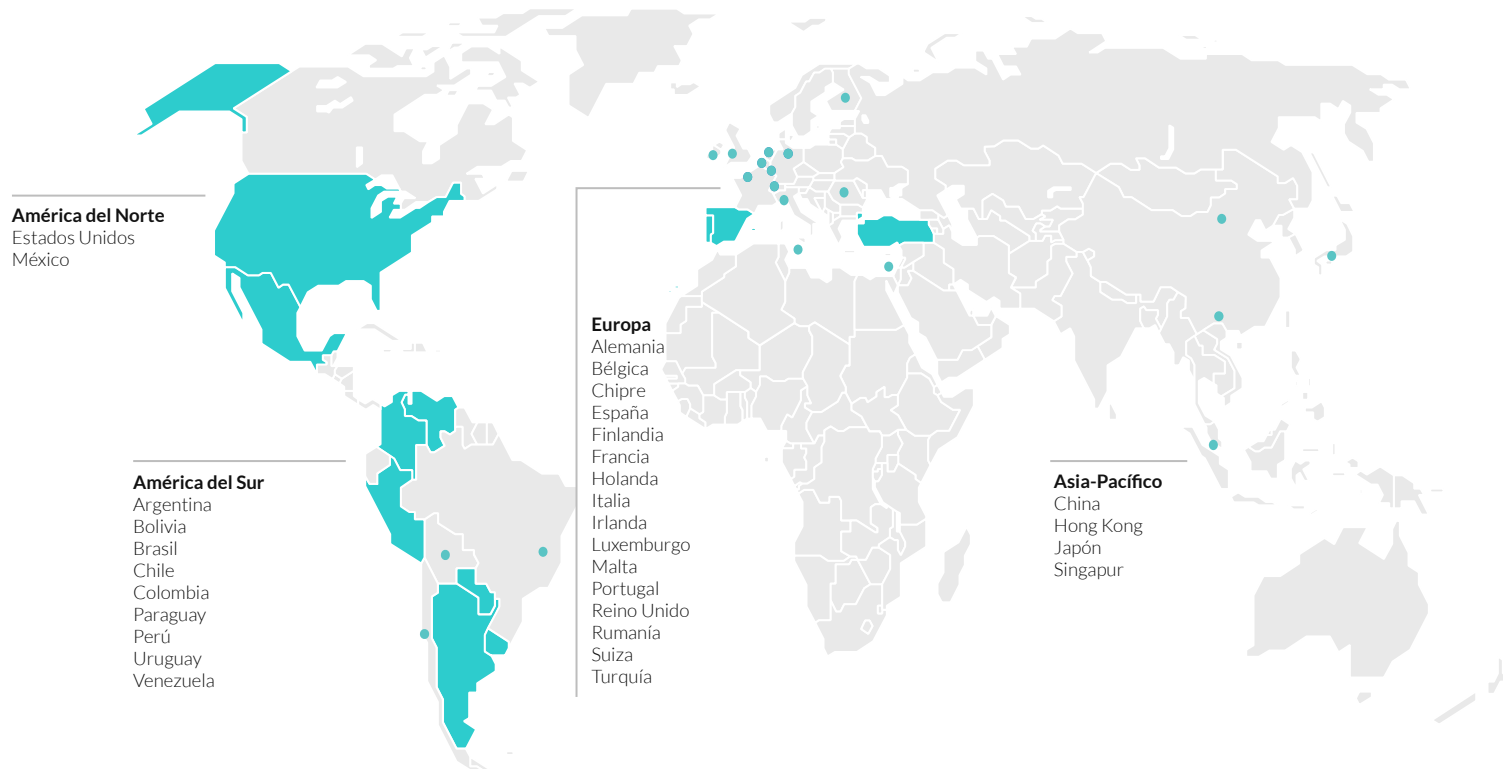 América del Norte
Estados Unidos
México
América del Sur
Argentina
Bolivia
Brasil
Chile
Colombia
Paraguay
Perú
Uruguay
Venezuela
Europa
Alemania
Bélgica
Chipre
España
Finlandia
Francia
Holanda
Italia
Irlanda
Luxemburgo
Malta
Portugal
Reino Unido
Rumanía
Suiza
Turquía
Asia-Pacífico
China
Hong Kong
Japón
Singapur